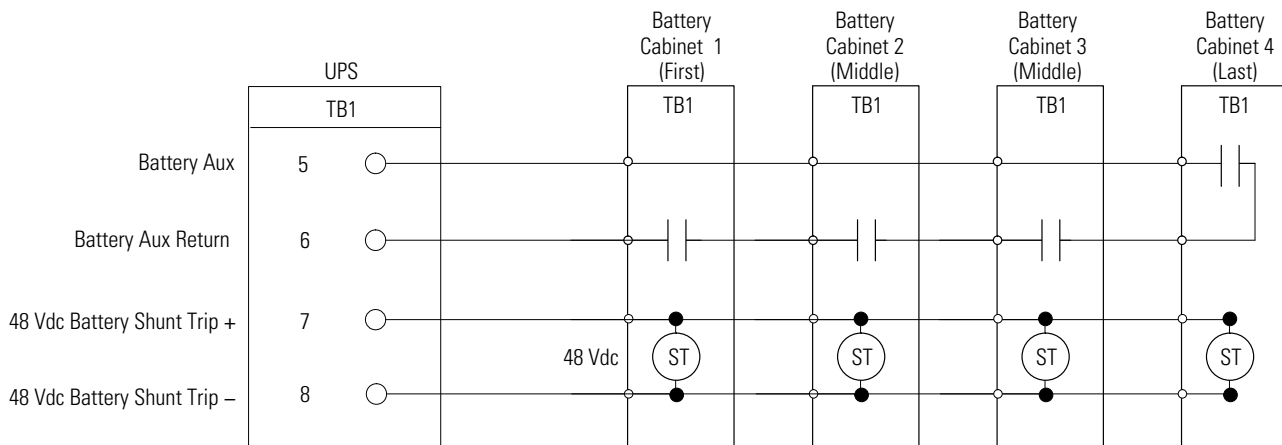 Battery
Cabinet 1
(First)
Battery
Cabinet 2
(Middle)
Battery
Cabinet 3
(Middle)
Battery
Cabinet 4
(Last)
UPS
TB1
TB1
TB1
TB1
TB1
Battery Aux
5
Battery Aux Return
6
48 Vdc Battery Shunt Trip +
7
48 Vdc
ST
ST
ST
ST
48 Vdc Battery Shunt Trip –
8